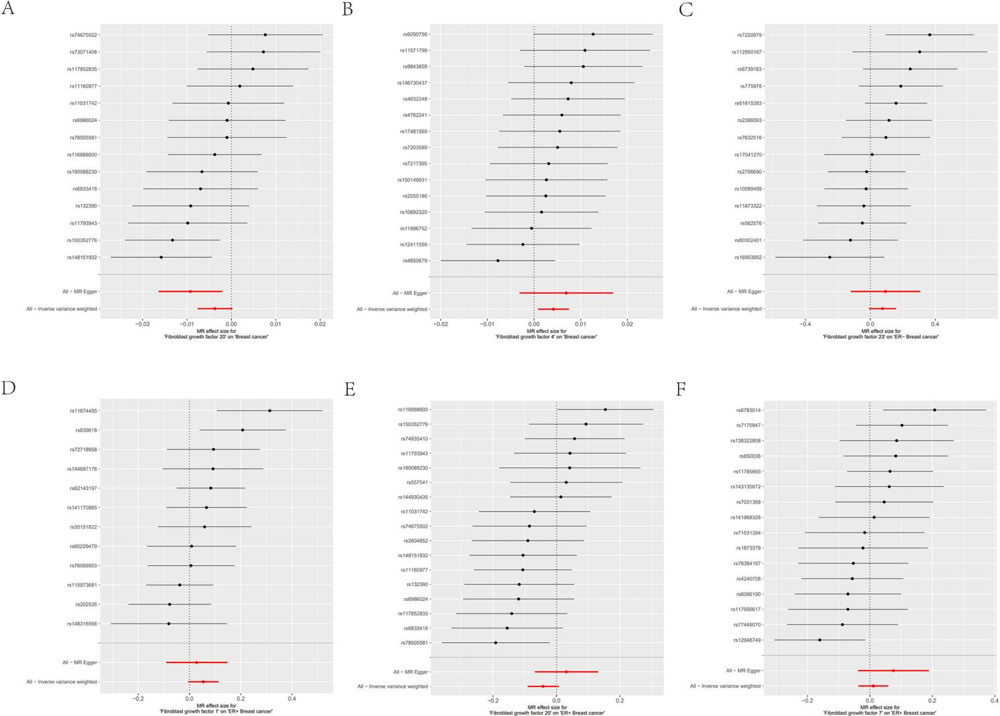 A
rs74675502
rs73071406
rs117852835
rs11160977
rs11031742
rs6986024
rs78505581
rs116888600
rs190088230
rs6833416
rs132390
rs11793943
rs150352776
rs148151932
All − MR Egger
All − Inverse variance weighted
−0.02 −0.01 0.00 0.01 0.02
MR effect size for
'Fibroblast growth factor 20' on 'Breast cancer'
B
rs9290756
rs11571799
rs9843859
rs146730437
rs4632248
rs4762241
rs17481569
rs7203589
rs7217395
rs150149931
rs2555186
rs10892320
rs11996752
rs12411059
rs4850679
All − MR Egger
All − Inverse variance weighted
−0.02 −0.01 0.00 0.01 0.02
MR effect size for
'Fibroblast growth factor 4' on 'Breast cancer'
C
rs7220979
rs112950167
rs6739183
rs775978
rs61815283
rs2399393
rs7632516
rs17041270
rs2706690
rs10089499
rs11873322
rs562576
rs80302401
rs16953952
All − MR Egger
All − Inverse variance weighted
−0.4 0.0 0.4
MR effect size for
'Fibroblast growth factor 23' on 'ER− Breast cancer'
D
rs11674455
rs839618
rs72718958
rs144697176
rs62143197
rs141170965
rs35151822
rs60229479
rs76068903
rs115973681
rs202526
rs148316566
All − MR Egger
All − Inverse variance weighted
−0.2 0.0 0.2 0.4
MR effect size for
'Fibroblast growth factor 1' on 'ER+ Breast cancer'
E
rs116888600
rs150352776
rs74935410
rs11793943
rs190088230
rs557541
rs144930435
rs11031742
rs74675502
rs2604852
rs148151932
rs11160977
rs132390
rs6986024
rs117852835
rs6833416
rs78505581
All − MR Egger
All − Inverse variance weighted
−0.2 0.0 0.2
MR effect size for
'Fibroblast growth factor 20' on 'ER+ Breast cancer'
F
rs6783014
rs7170947
rs138322808
rs850036
rs11785665
rs143135672
rs7031368
rs141968328
rs71531394
rs1873378
rs78384187
rs4240708
rs6066190
rs117956617
rs77449070
rs12948749
All − MR Egger
All − Inverse variance weighted
−0.2 0.0 0.2 0.4
MR effect size for
'Fibroblast growth factor 7' on 'ER+ Breast cancer'